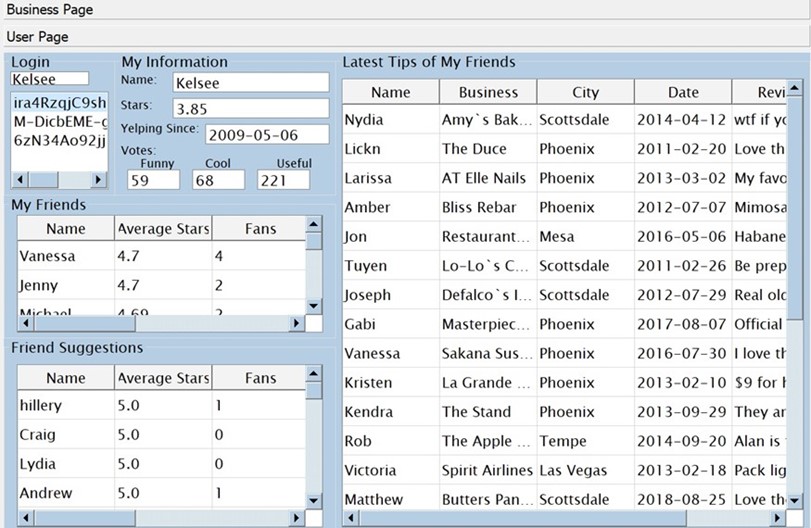 Business Page
User Page
Login
Kelsee
ira4RzqjC9sh
M-DicbEME-g
6zN34Ao92jj
My Information
Name: Kelsee
Stars: 3.85
Yelping Since: 2009-05-06
Votes:
Funny Cool Useful
59 68 221
My Friends
Name Average Stars Fans
Vanessa 4.7 4
Jenny 4.7 2
Michael 4.69 2
Friend Suggestions
Name Average Stars Fans
hillery 5.0 1
Craig 5.0 0
Lydia 5.0 0
Andrew 5.0 1
Latest Tips of My Friends
Name Business City Date Revi
Nydia Amy`s Bak... Scottsdale 2014-04-12 wtf if yo
Lickn The Duce Phoenix 2011-02-20 Love th
Larissa AT Elle Nails Phoenix 2013-03-02 My favo
Amber Bliss Rebar Phoenix 2012-07-07 Mimosa
Jon Restaurant... Mesa 2016-05-06 Habane
Tuyen Lo-Lo`s C... Scottsdale 2011-02-26 Be prep
Joseph Defalco`s I... Scottsdale 2012-07-29 Real old
Gabi Masterpiec... Phoenix 2017-08-07 Official
Vanessa Sakana Sus... Phoenix 2016-07-30 I love th
Kristen La Grande ... Phoenix 2013-02-10 $9 for h
Kendra The Stand Phoenix 2013-09-29 They ar
Rob The Apple ... Tempe 2014-09-20 Alan is
Victoria Spirit Airlines Las Vegas 2013-02-18 Pack lig
Matthew Butters Pan... Scottsdale 2018-08-25 Love the